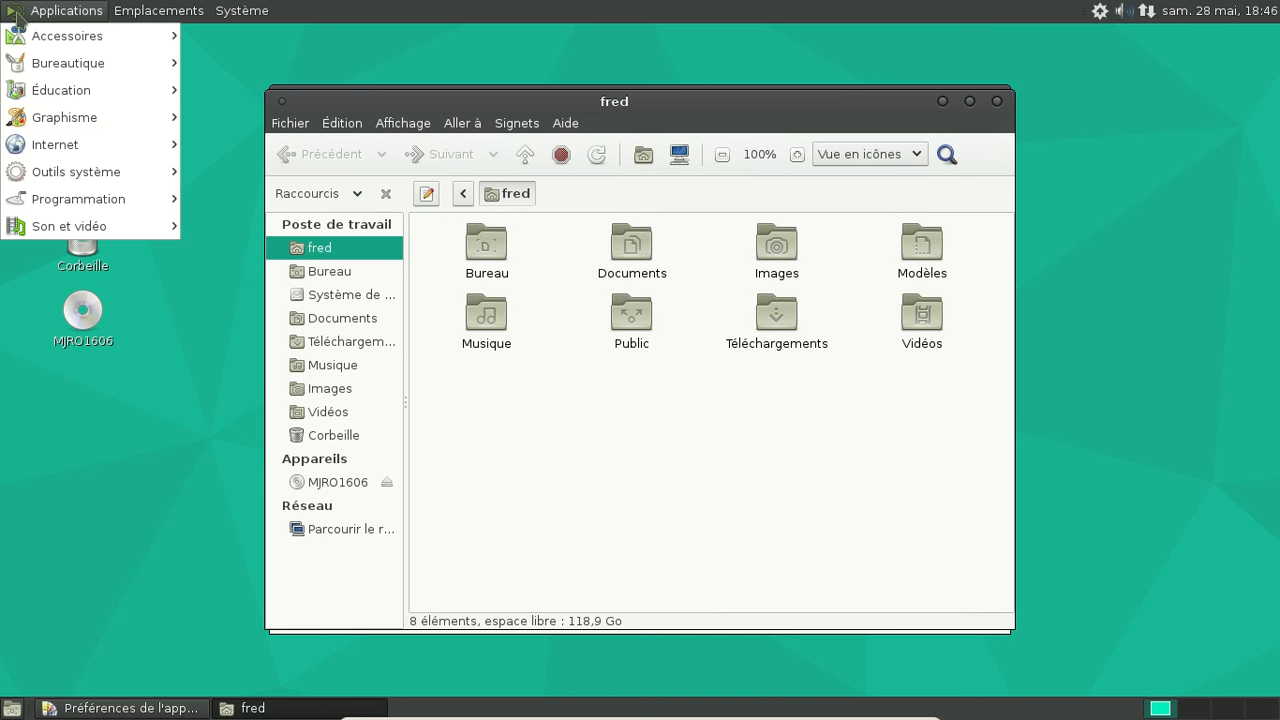 Applications Emplacements Système sam. 28 mai, 18:46
Accessoires
Bureautique
Éducation
Graphisme
Internet
Outils système
Programmation
Son et vidéo
Corbeille
MJRO1606
fred
Fichier Édition Affichage Aller à Signets Aide
Précédent Suivant 100% Vue en icônes
Raccourcis fred
Poste de travail
fred
Bureau
Système de ...
Documents
Téléchargem...
Musique
Images
Vidéos
Corbeille
Appareils
MJRO1606
Réseau
Parcourir le r...
Bureau Documents Images Modèles
Musique Public Téléchargements Vidéos
8 éléments, espace libre : 118,9 Go
Préférences de l'app... fred